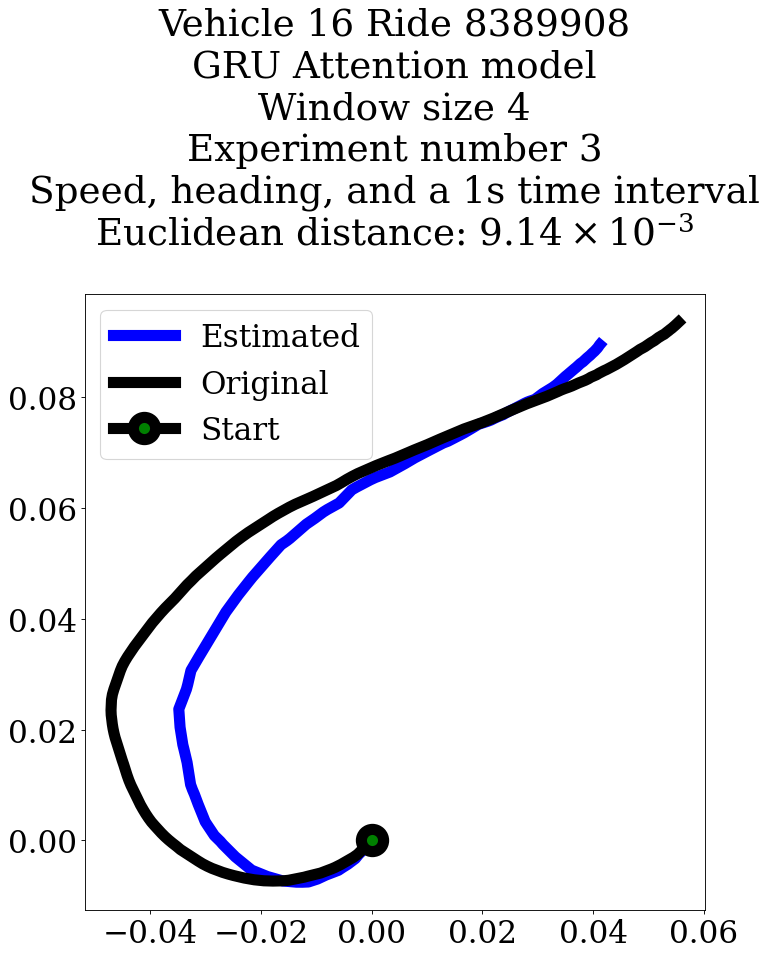 Vehicle 16 Ride 8389908
GRU Attention model
Window size 4
Experiment number 3
Speed, heading, and a 1s time interval
Euclidean distance: 9.14 × 10⁻³
Estimated
Original
Start
0.08
0.06
0.04
0.02
0.00
−0.04 −0.02 0.00 0.02 0.04 0.06